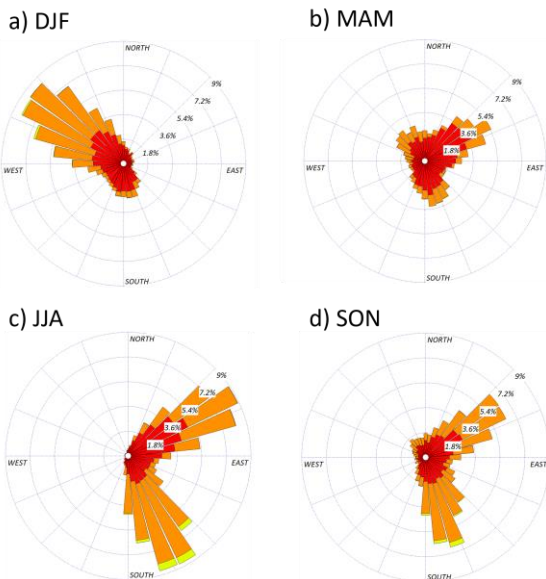 a) DJF
NORTH
9%
7.2%
5.4%
3.6%
1.8%
WEST
EAST
SOUTH
b) MAM
NORTH
9%
7.2%
5.4%
3.6%
1.8%
WEST
EAST
SOUTH
c) JJA
NORTH
9%
7.2%
5.4%
3.6%
1.8%
WEST
EAST
SOUTH
d) SON
NORTH
9%
7.2%
5.4%
3.6%
1.8%
WEST
EAST
SOUTH